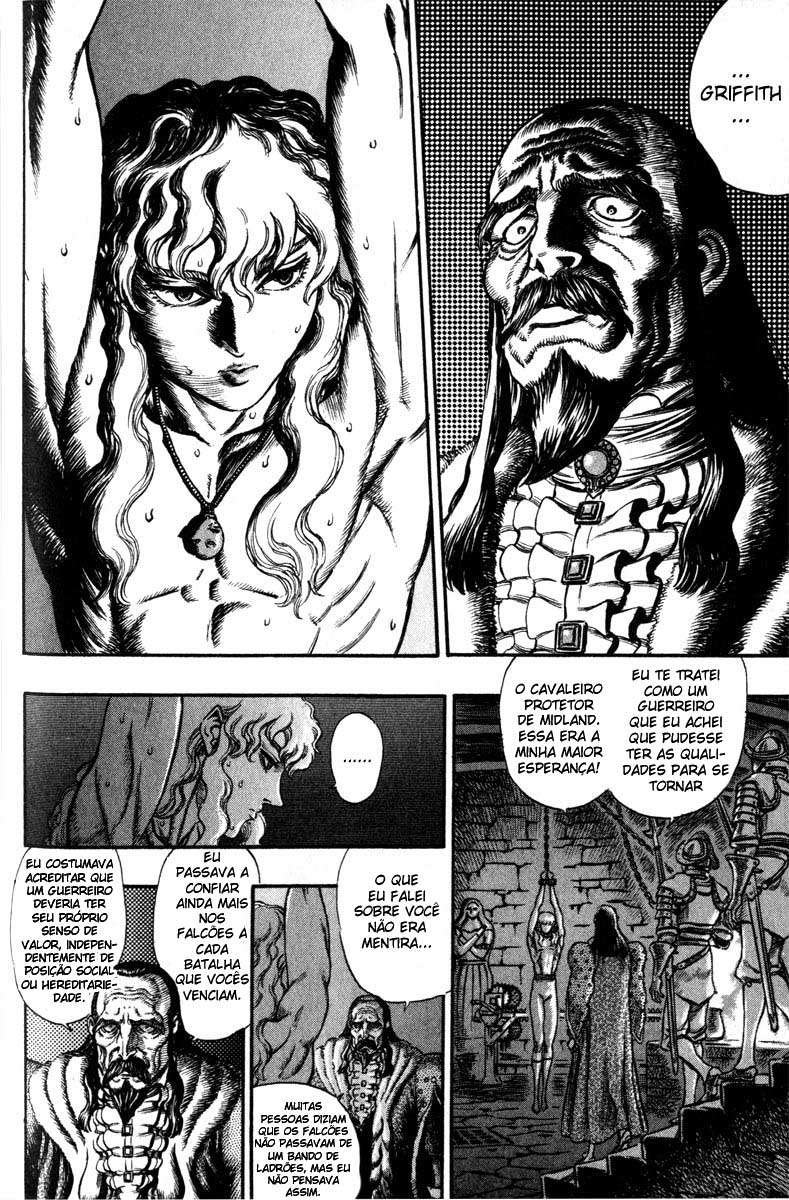 ...
GRIFFITH
...
EU TE TRATEI
COMO UM
GUERREIRO
QUE EU ACHEI
QUE PUDESSE
TER AS QUALI-
DADES PARA SE
TORNAR
O CAVALEIRO
PROTETOR
DE MIDLAND.
ESSA ERA A
MINHA MAIOR
ESPERANÇA!
......
O QUE
EU FALEI
SOBRE VOCÊ
NÃO ERA
MENTIRA...
MUITAS
PESSOAS DIZIAM
QUE OS FALCÕES
NÃO PASSAVAM DE
UM BANDO DE
LADRÕES, MAS EU
NÃO PENSAVA
ASSIM.
EU
PASSAVA A
CONFIAR
AINDA MAIS
NOS
FALCÕES A
CADA
BATALHA
QUE VOCÊS
VENCIAM.
EU COSTUMAVA
ACREDITAR QUE
UM GUERREIRO
DEVERIA TER
SEU PRÓPRIO
SENSO DE
VALOR, INDEPEN-
DENTEMENTE DE
POSIÇÃO SOCIAL
OU HEREDITARIE-
DADE.